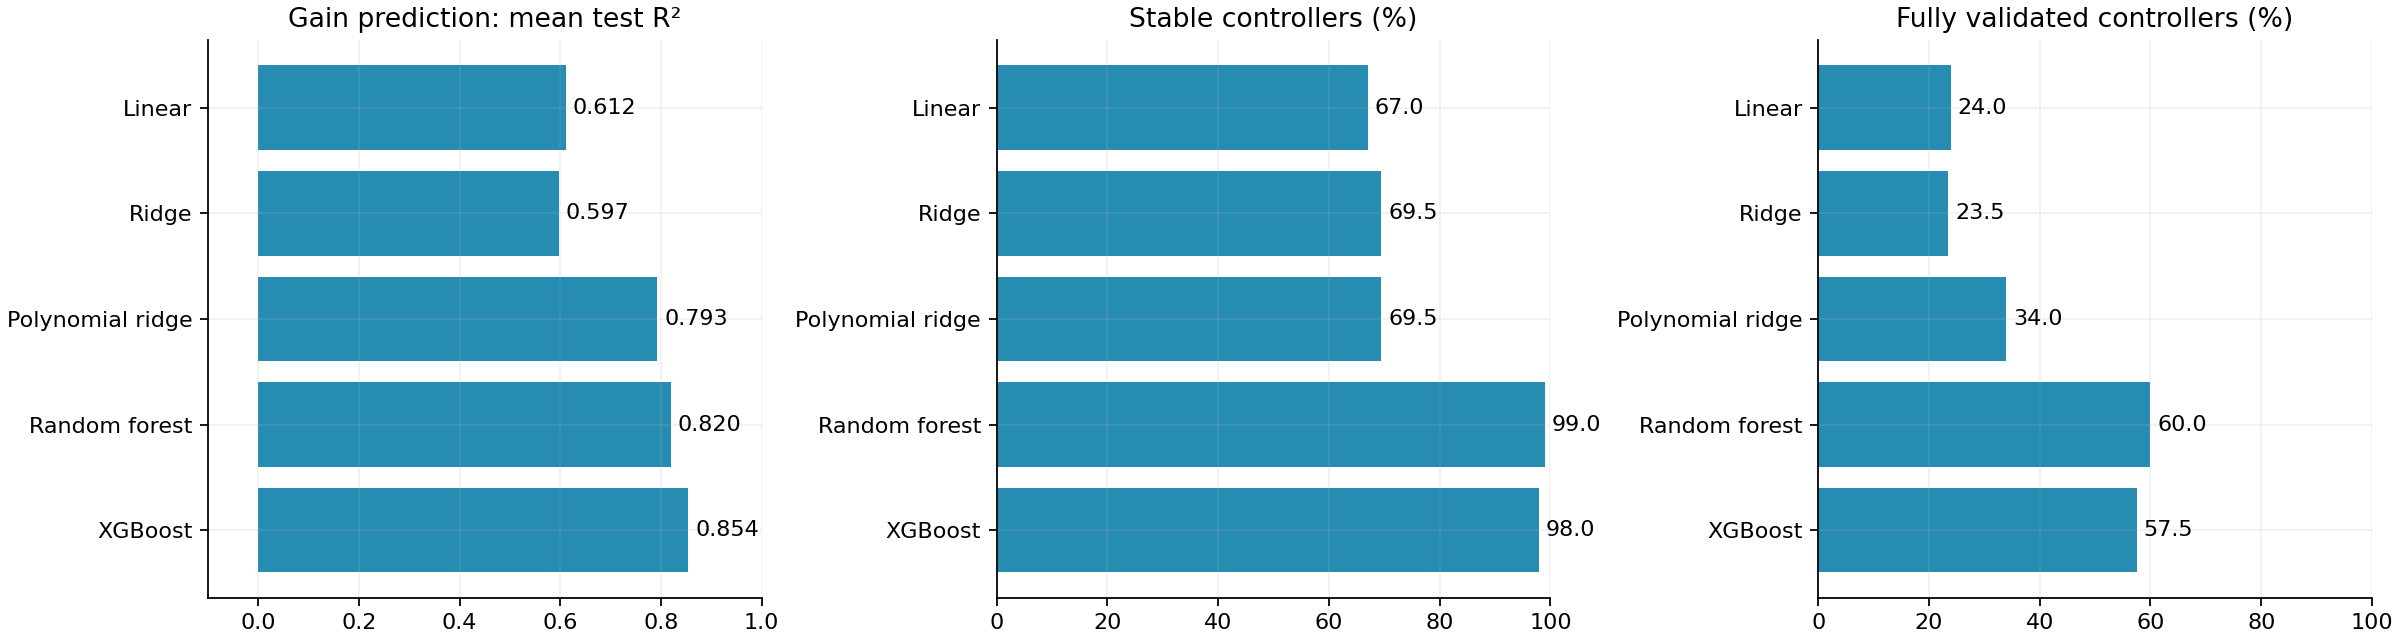 Gain prediction: mean test R²
Linear
0.612
Ridge
0.597
Polynomial ridge
0.793
Random forest
0.820
XGBoost
0.854
0.0 0.2 0.4 0.6 0.8 1.0
Stable controllers (%)
Linear
67.0
Ridge
69.5
Polynomial ridge
69.5
Random forest
99.0
XGBoost
98.0
0 20 40 60 80 100
Fully validated controllers (%)
Linear
24.0
Ridge
23.5
Polynomial ridge
34.0
Random forest
60.0
XGBoost
57.5
0 20 40 60 80 100